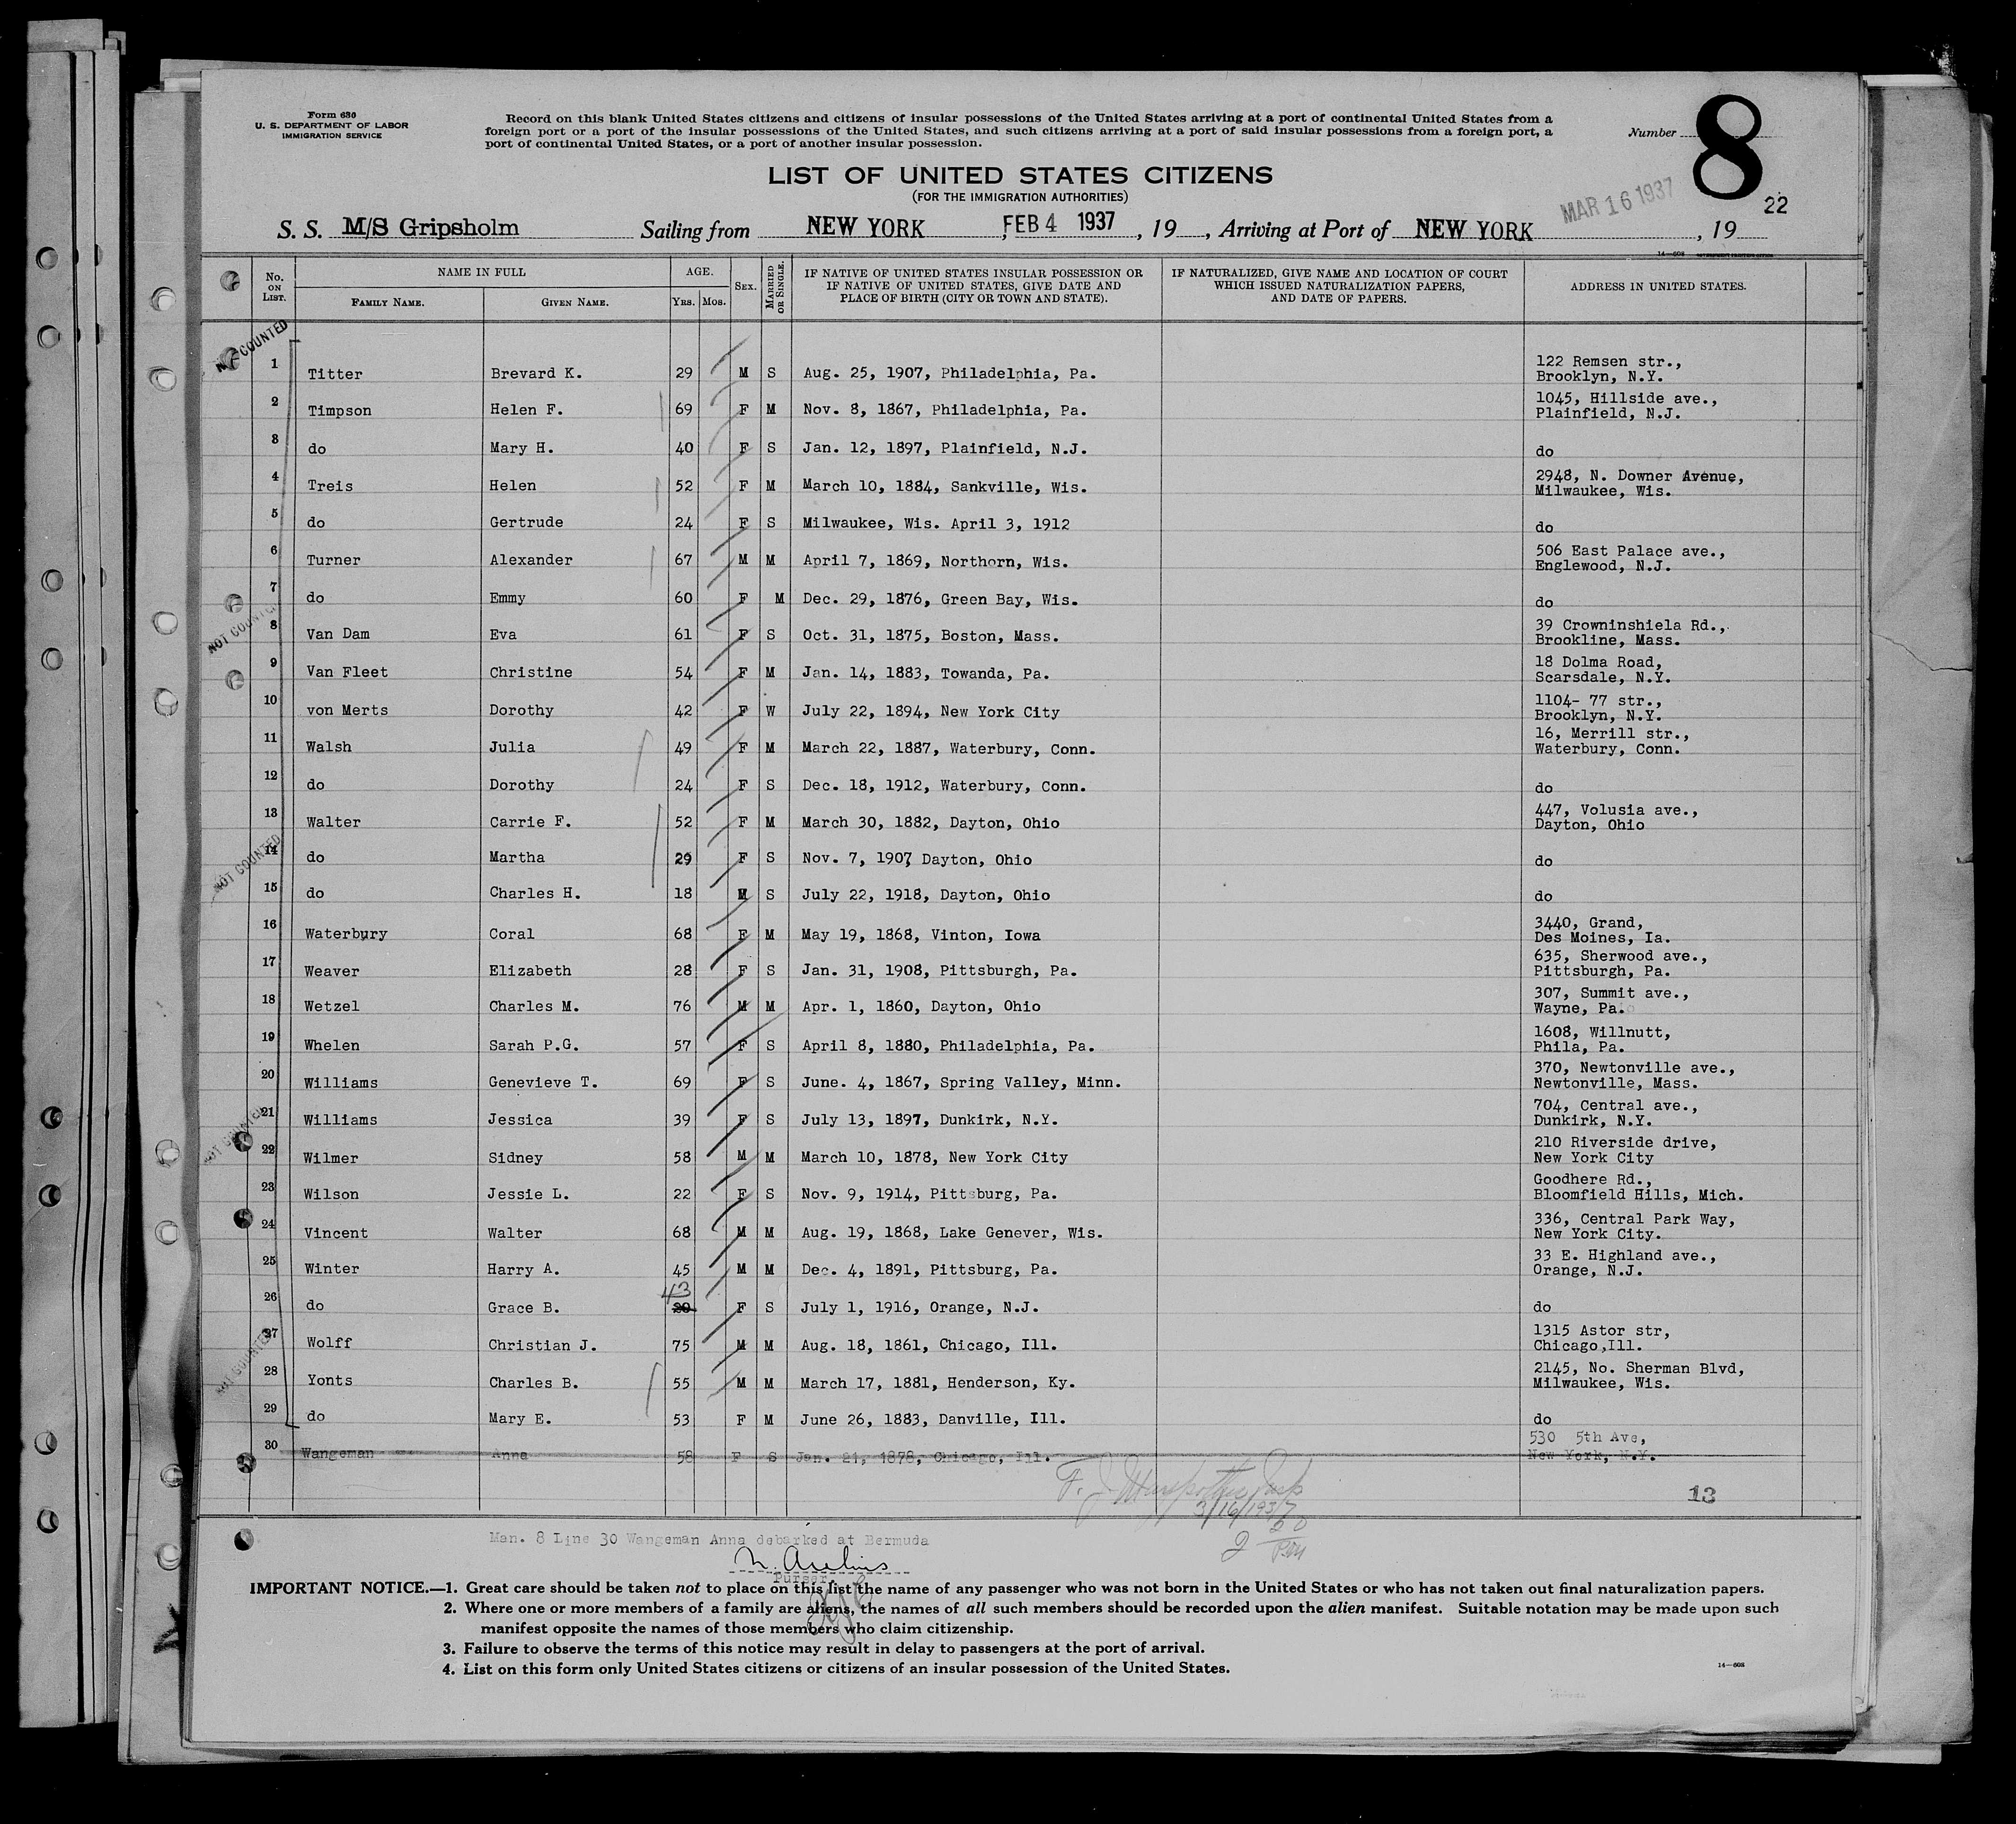 Form 630
U. S. DEPARTMENT OF LABOR
IMMIGRATION SERVICE
Record on this blank United States citizens and citizens of insular possessions of the United States arriving at a port of continental United States from a
foreign port or a port of the insular possessions of the United States, and such citizens arriving at a port of said insular possessions from a foreign port, a
port of continental United States, or a port of another insular possession.
Number 8
22
LIST OF UNITED STATES CITIZENS
(FOR THE IMMIGRATION AUTHORITIES)
MAR 16 1937
S. S. M/S Gripsholm Sailing from NEW YORK , FEB 4 1937 , 19 , Arriving at Port of NEW YORK , 19
14—608
No. ON LIST. NAME IN FULL FAMILY NAME. GIVEN NAME. AGE. YRS. MOS. SEX. MARRIED OR SINGLE. IF NATIVE OF UNITED STATES INSULAR POSSESSION OR IF NATIVE OF UNITED STATES, GIVE DATE AND PLACE OF BIRTH (CITY OR TOWN AND STATE). IF NATURALIZED, GIVE NAME AND LOCATION OF COURT WHICH ISSUED NATURALIZATION PAPERS, AND DATE OF PAPERS. ADDRESS IN UNITED STATES.
NOT COUNTED
1 Titter Brevard K. 29 M S Aug. 25, 1907, Philadelphia, Pa. 122 Remsen str., Brooklyn, N.Y.
2 Timpson Helen F. 69 F M Nov. 8, 1867, Philadelphia, Pa. 1045, Hillside ave., Plainfield, N.J.
3 do Mary H. 40 F S Jan. 12, 1897, Plainfield, N.J. do
4 Treis Helen 52 F M March 10, 1884, Sankville, Wis. 2948, N. Downer Avenue, Milwaukee, Wis.
5 do Gertrude 24 F S Milwaukee, Wis. April 3, 1912 do
6 Turner Alexander 67 M M April 7, 1869, Northorn, Wis. 506 East Palace ave., Englewood, N.J.
7 do Emmy 60 F M Dec. 29, 1876, Green Bay, Wis. do
NOT COUNTED
8 Van Dam Eva 61 F S Oct. 31, 1875, Boston, Mass. 39 Crowninshiela Rd., Brookline, Mass.
9 Van Fleet Christine 54 F M Jan. 14, 1883, Towanda, Pa. 18 Dolma Road, Scarsdale, N.Y.
10 von Merts Dorothy 42 F W July 22, 1894, New York City 1104- 77 str., Brooklyn, N.Y.
11 Walsh Julia 49 F M March 22, 1887, Waterbury, Conn. 16, Merrill str., Waterbury, Conn.
12 do Dorothy 24 F S Dec. 18, 1912, Waterbury, Conn. do
13 Walter Carrie F. 52 F M March 30, 1882, Dayton, Ohio 447, Volusia ave., Dayton, Ohio
NOT COUNTED
14 do Martha 29 F S Nov. 7, 1907, Dayton, Ohio do
15 do Charles H. 18 M S July 22, 1918, Dayton, Ohio do
16 Waterbury Coral 68 F M May 19, 1868, Vinton, Iowa 3440, Grand, Des Moines, Ia.
17 Weaver Elizabeth 28 F S Jan. 31, 1908, Pittsburgh, Pa. 635, Sherwood ave., Pittsburgh, Pa.
18 Wetzel Charles M. 76 M M Apr. 1, 1860, Dayton, Ohio 307, Summit ave., Wayne, Pa.
19 Whelen Sarah P.G. 57 F S April 8, 1880, Philadelphia, Pa. 1608, Willnutt, Phila, Pa.
20 Williams Genevieve T. 69 F S June. 4, 1867, Spring Valley, Minn. 370, Newtonville ave., Newtonville, Mass.
NOT COUNTED
21 Williams Jessica 39 F S July 13, 1897, Dunkirk, N.Y. 704, Central ave., Dunkirk, N.Y.
22 Wilmer Sidney 58 M M March 10, 1878, New York City 210 Riverside drive, New York City
23 Wilson Jessie L. 22 F S Nov. 9, 1914, Pittsburg, Pa. Goodhere Rd., Bloomfield Hills, Mich.
24 Vincent Walter 68 M M Aug. 19, 1868, Lake Genever, Wis. 336, Central Park Way, New York City.
25 Winter Harry A. 45 M M Dec. 4, 1891, Pittsburg, Pa. 33 E. Highland ave., Orange, N.J.
43
26 do Grace B. 20 F S July 1, 1916, Orange, N.J. do
NOT COUNTED
27 Wolff Christian J. 75 M M Aug. 18, 1861, Chicago, Ill. 1315 Astor str, Chicago,Ill.
28 Yonts Charles B. 55 M M March 17, 1881, Henderson, Ky. 2145, No. Sherman Blvd, Milwaukee, Wis.
29 do Mary E. 53 F M June 26, 1883, Danville, Ill. do
30 Wangeman Anna 58 F S Jan. 21, 1878, Chicago, Ill. 530 5th Ave, New York, N.Y.
3/16/1937
13
Man. 8 Line 30 Wangeman Anna debarked at Bermuda
Purser
IMPORTANT NOTICE.—1. Great care should be taken not to place on this list the name of any passenger who was not born in the United States or who has not taken out final naturalization papers.
2. Where one or more members of a family are aliens, the names of all such members should be recorded upon the alien manifest. Suitable notation may be made upon such
manifest opposite the names of those members who claim citizenship.
3. Failure to observe the terms of this notice may result in delay to passengers at the port of arrival.
4. List on this form only United States citizens or citizens of an insular possession of the United States.
14—608